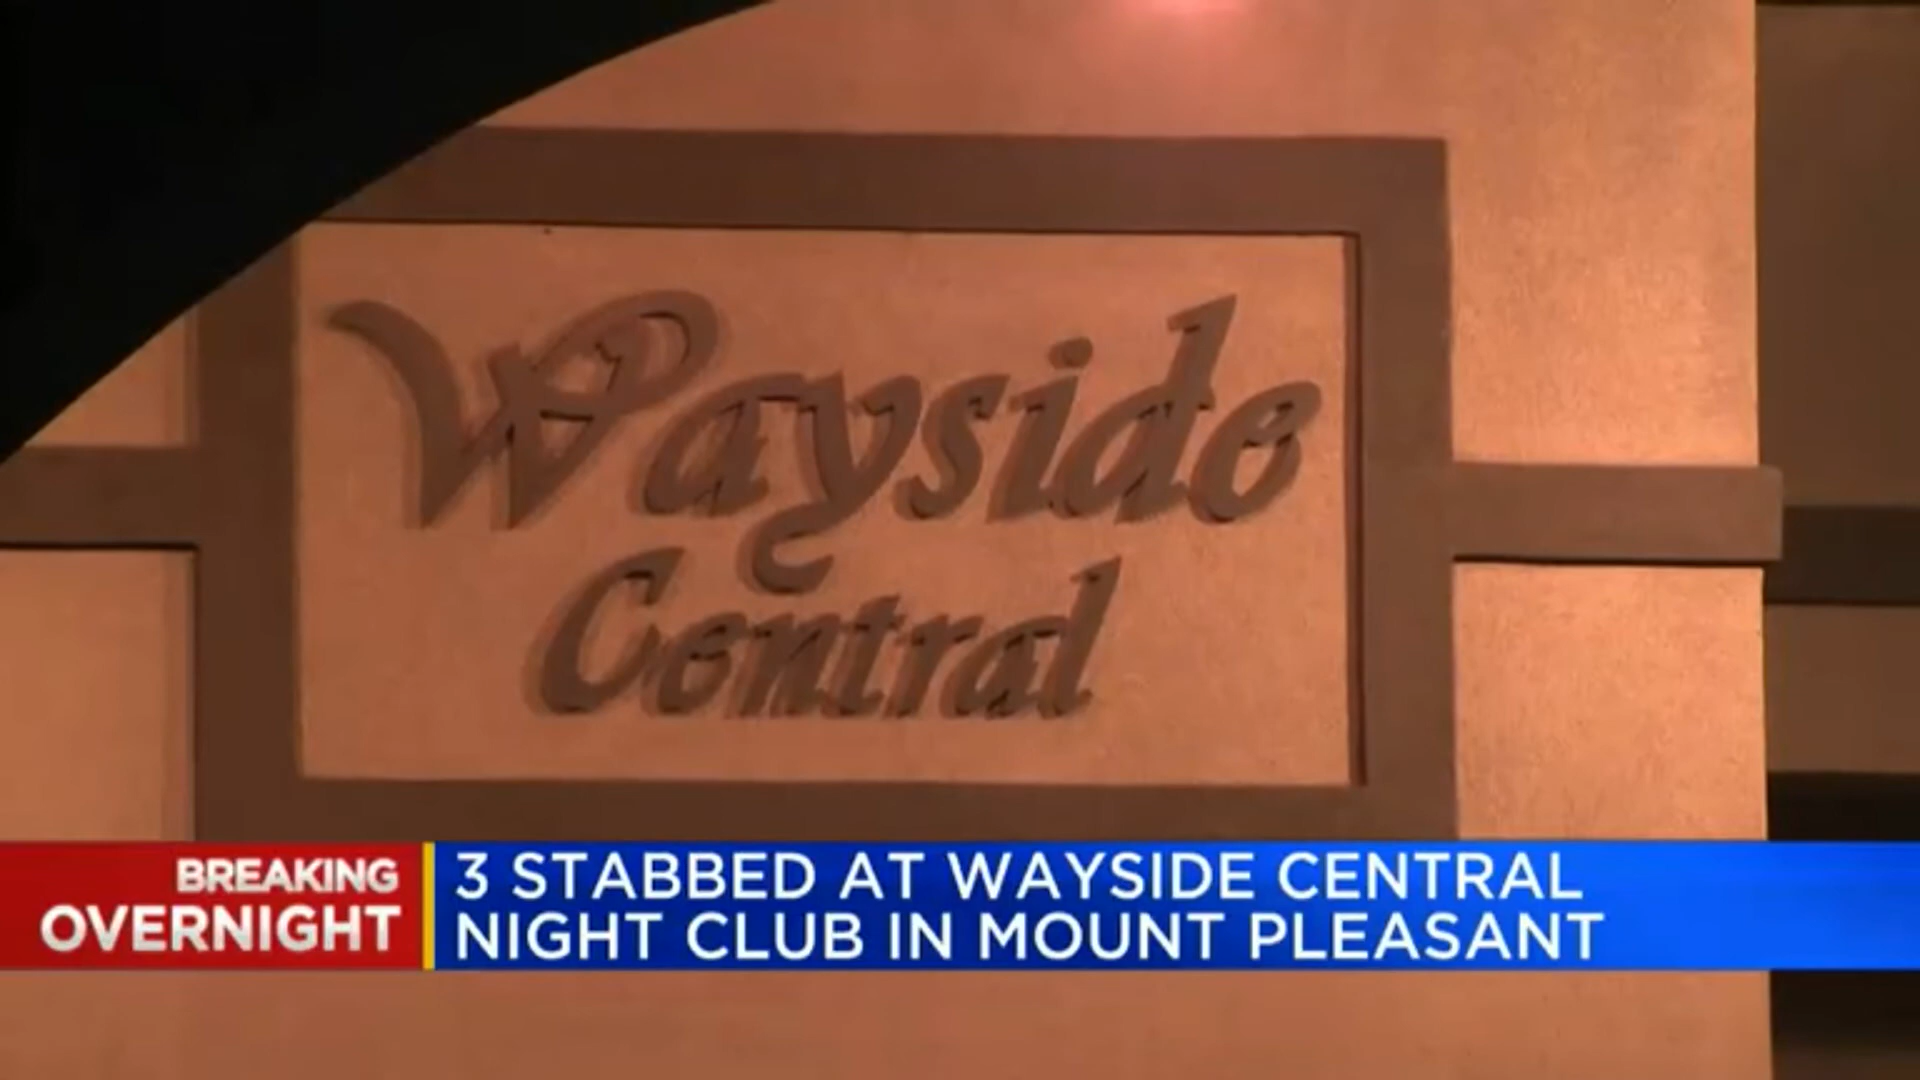 Wayside
Central
BREAKING
OVERNIGHT
3 STABBED AT WAYSIDE CENTRAL
NIGHT CLUB IN MOUNT PLEASANT